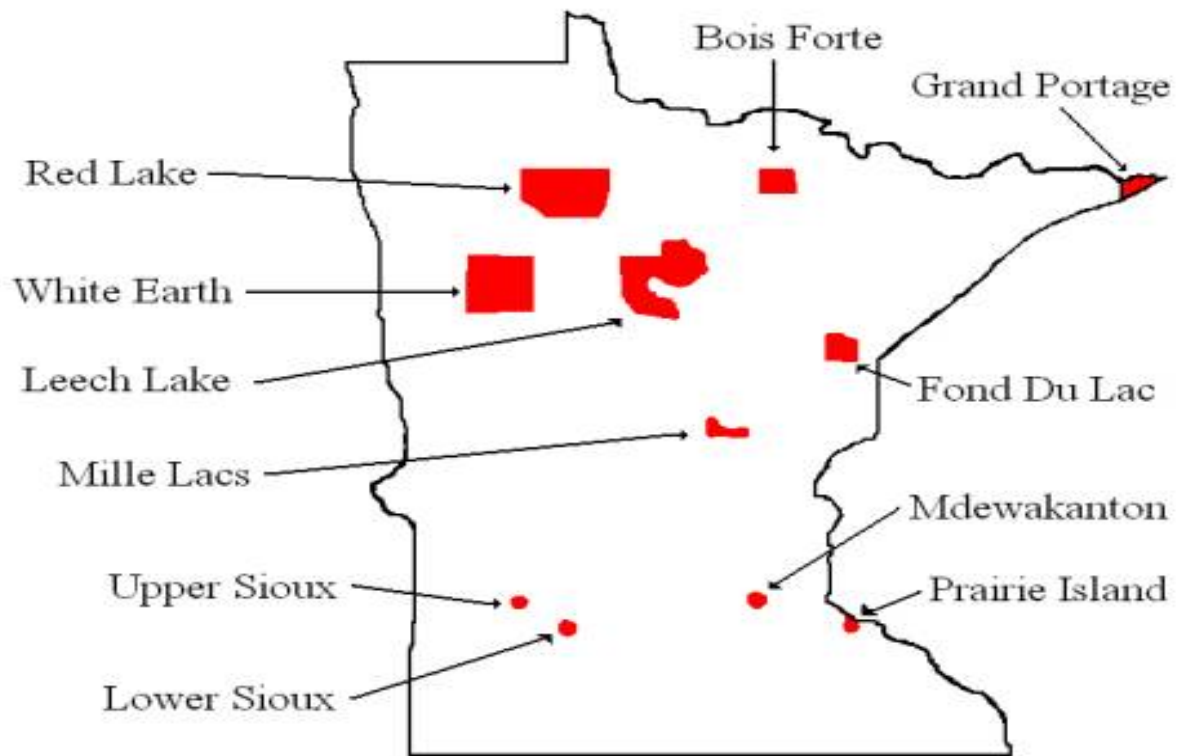 Bois Forte
Grand Portage
Red Lake
White Earth
Leech Lake
Fond Du Lac
Mille Lacs
Mdewakanton
Upper Sioux
Prairie Island
Lower Sioux